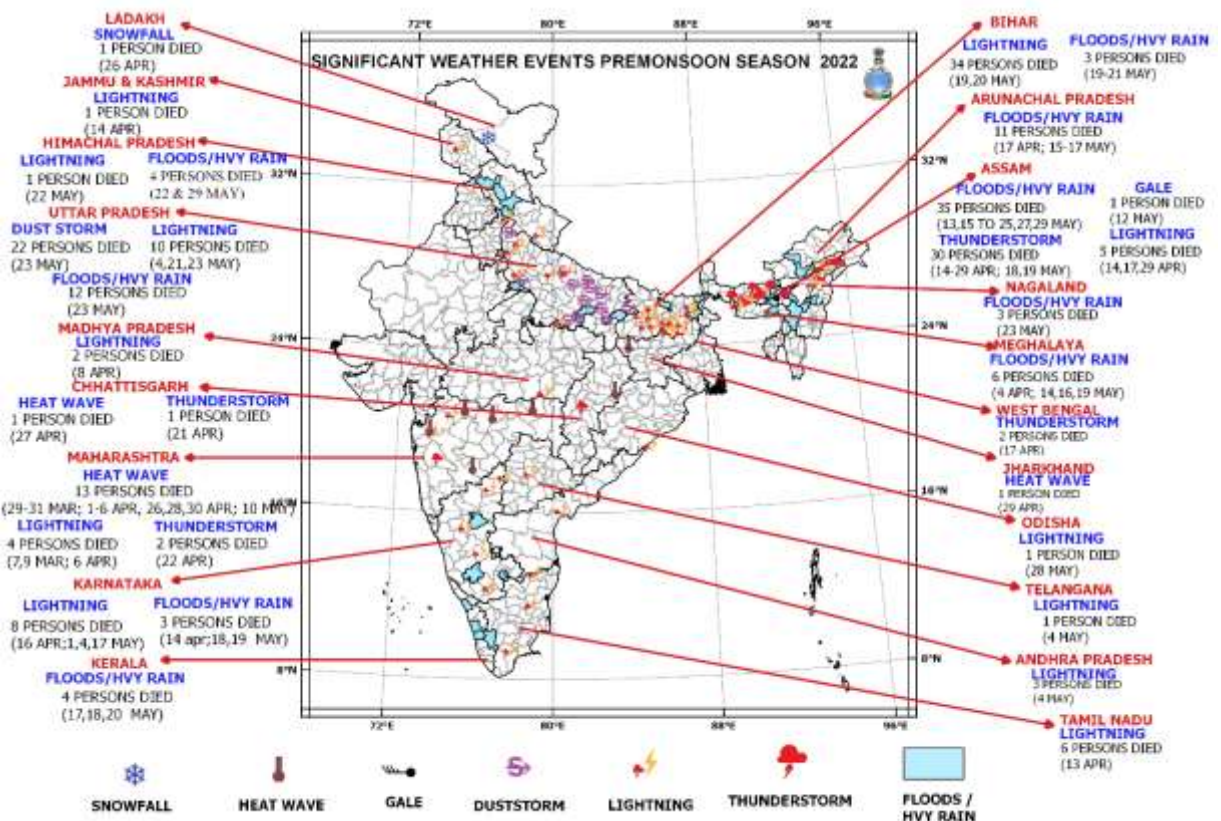 72°E 80°E 88°E 96°E
SIGNIFICANT WEATHER EVENTS PREMONSOON SEASON 2022
LADAKH
SNOWFALL
1 PERSON DIED
(26 APR)
JAMMU & KASHMIR
LIGHTNING
1 PERSON DIED
(14 APR)
HIMACHAL PRADESH
LIGHTNING
1 PERSON DIED
(22 MAY)
FLOODS/HVY RAIN
4 PERSONS DIED
(22 & 29 MAY)
32°N
UTTAR PRADESH
DUST STORM
22 PERSONS DIED
(23 MAY)
LIGHTNING
10 PERSONS DIED
(4,21,23 MAY)
FLOODS/HVY RAIN
12 PERSONS DIED
(23 MAY)
MADHYA PRADESH
24°N
LIGHTNING
2 PERSONS DIED
(8 APR)
CHHATTISGARH
HEAT WAVE
1 PERSON DIED
(27 APR)
THUNDERSTORM
1 PERSON DIED
(21 APR)
MAHARASHTRA
HEAT WAVE
13 PERSONS DIED
(29-31 MAR; 1-6 APR, 26,28,30 APR; 10 MAY)
16°N
LIGHTNING
4 PERSONS DIED
(7,9 MAR; 6 APR)
THUNDERSTORM
2 PERSONS DIED
(22 APR)
KARNATAKA
LIGHTNING
8 PERSONS DIED
(16 APR;1,4,17 MAY)
FLOODS/HVY RAIN
3 PERSONS DIED
(14 apr;18,19 MAY)
KERALA
8°N
FLOODS/HVY RAIN
4 PERSONS DIED
(17,18,20 MAY)
BIHAR
LIGHTNING
34 PERSONS DIED
(19,20 MAY)
FLOODS/HVY RAIN
3 PERSONS DIED
(19-21 MAY)
ARUNACHAL PRADESH
FLOODS/HVY RAIN
11 PERSONS DIED
(17 APR; 15-17 MAY)
32°N
ASSAM
FLOODS/HVY RAIN
35 PERSONS DIED
(13,15 TO 25,27,29 MAY)
GALE
1 PERSON DIED
(12 MAY)
THUNDERSTORM
30 PERSONS DIED
(14-29 APR; 18,19 MAY)
LIGHTNING
5 PERSONS DIED
(14,17,29 APR)
NAGALAND
FLOODS/HVY RAIN
3 PERSONS DIED
(23 MAY)
24°N
MEGHALAYA
FLOODS/HVY RAIN
6 PERSONS DIED
(4 APR; 14,16,19 MAY)
WEST BENGAL
THUNDERSTORM
2 PERSONS DIED
(17 APR)
JHARKHAND
HEAT WAVE
1 PERSON DIED
(29 APR)
16°N
ODISHA
LIGHTNING
1 PERSON DIED
(28 MAY)
TELANGANA
LIGHTNING
1 PERSON DIED
(4 MAY)
8°N
ANDHRA PRADESH
LIGHTNING
3 PERSONS DIED
(4 MAY)
TAMIL NADU
LIGHTNING
6 PERSONS DIED
(13 APR)
72°E 80°E 88°E 96°E
SNOWFALL
HEAT WAVE
GALE
DUSTSTORM
LIGHTNING
THUNDERSTORM
FLOODS /
HVY RAIN